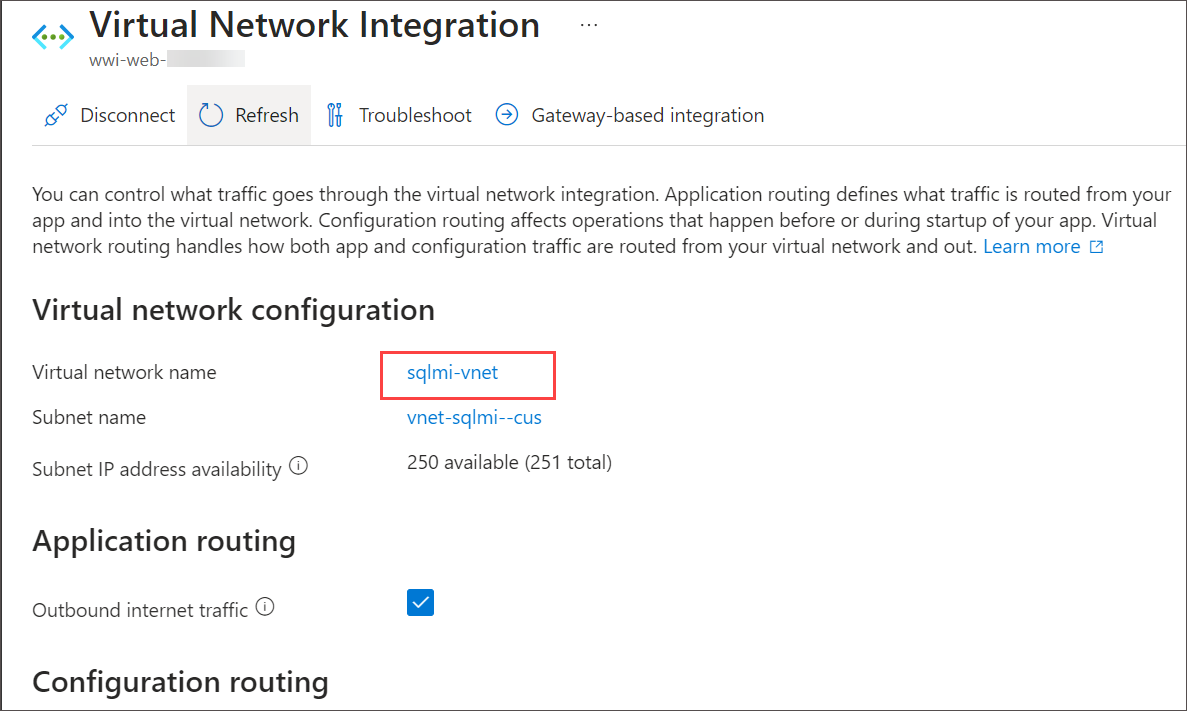 Virtual Network Integration ...
wwi-web-
Disconnect Refresh Troubleshoot Gateway-based integration
You can control what traffic goes through the virtual network integration. Application routing defines what traffic is routed from your
app and into the virtual network. Configuration routing affects operations that happen before or during startup of your app. Virtual
network routing handles how both app and configuration traffic are routed from your virtual network and out. Learn more
Virtual network configuration
Virtual network name sqlmi-vnet
Subnet name vnet-sqlmi--cus
Subnet IP address availability 250 available (251 total)
Application routing
Outbound internet traffic
Configuration routing